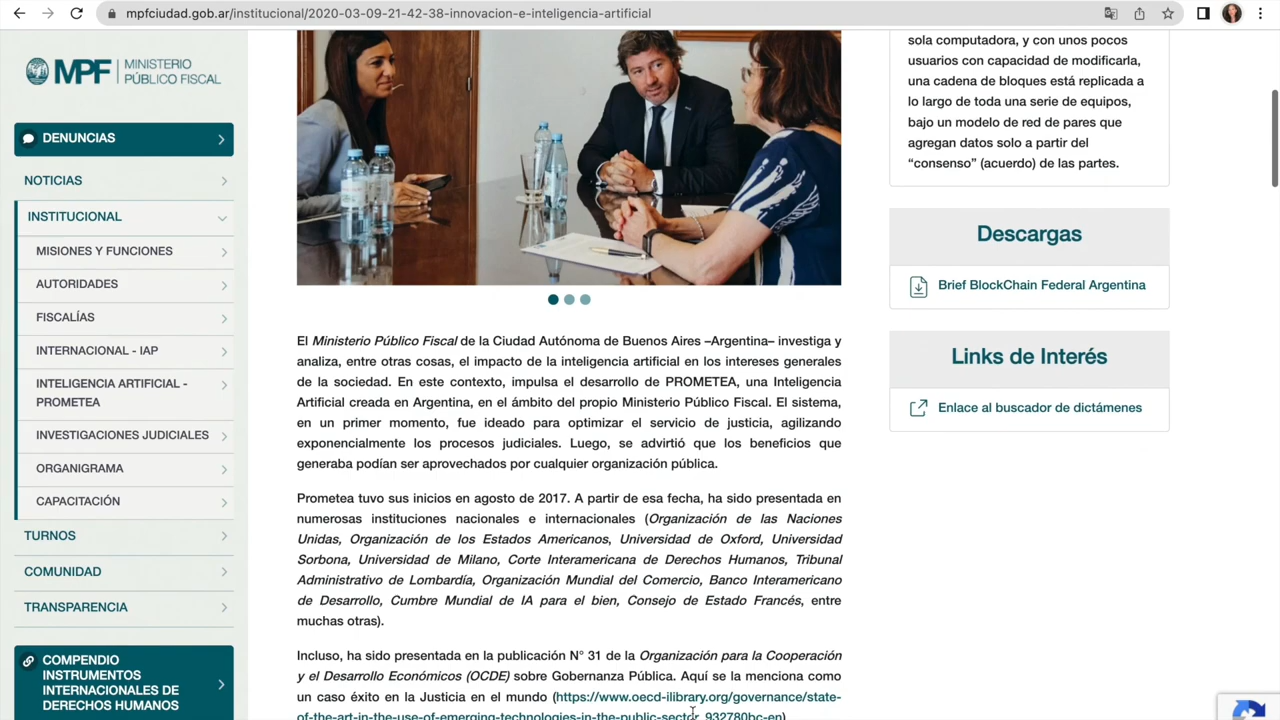 mpfciudad.gob.ar/institucional/2020-03-09-21-42-38-innovacion-e-inteligencia-artificial
MPF MINISTERIO
PÚBLICO FISCAL
DENUNCIAS
NOTICIAS
INSTITUCIONAL
MISIONES Y FUNCIONES
AUTORIDADES
FISCALÍAS
INTERNACIONAL - IAP
INTELIGENCIA ARTIFICIAL -
PROMETEA
INVESTIGACIONES JUDICIALES
ORGANIGRAMA
CAPACITACIÓN
TURNOS
COMUNIDAD
TRANSPARENCIA
COMPENDIO
INSTRUMENTOS
INTERNACIONALES DE
DERECHOS HUMANOS
El Ministerio Público Fiscal de la Ciudad Autónoma de Buenos Aires –Argentina– investiga y
analiza, entre otras cosas, el impacto de la inteligencia artificial en los intereses generales
de la sociedad. En este contexto, impulsa el desarrollo de PROMETEA, una Inteligencia
Artificial creada en Argentina, en el ámbito del propio Ministerio Público Fiscal. El sistema,
en un primer momento, fue ideado para optimizar el servicio de justicia, agilizando
exponencialmente los procesos judiciales. Luego, se advirtió que los beneficios que
generaba podían ser aprovechados por cualquier organización pública.
Prometea tuvo sus inicios en agosto de 2017. A partir de esa fecha, ha sido presentada en
numerosas instituciones nacionales e internacionales (Organización de las Naciones
Unidas, Organización de los Estados Americanos, Universidad de Oxford, Universidad
Sorbona, Universidad de Milano, Corte Interamericana de Derechos Humanos, Tribunal
Administrativo de Lombardía, Organización Mundial del Comercio, Banco Interamericano
de Desarrollo, Cumbre Mundial de IA para el bien, Consejo de Estado Francés, entre
muchas otras).
Incluso, ha sido presentada en la publicación N° 31 de la Organización para la Cooperación
y el Desarrollo Económicos (OCDE) sobre Gobernanza Pública. Aquí se la menciona como
un caso éxito en la Justicia en el mundo (https://www.oecd-ilibrary.org/governance/state-
of-the-art-in-the-use-of-emerging-technologies-in-the-public-sector_932780bc-en)
sola computadora, y con unos pocos
usuarios con capacidad de modificarla,
una cadena de bloques está replicada a
lo largo de toda una serie de equipos,
bajo un modelo de red de pares que
agregan datos solo a partir del
“consenso” (acuerdo) de las partes.
Descargas
Brief BlockChain Federal Argentina
Links de Interés
Enlace al buscador de dictámenes